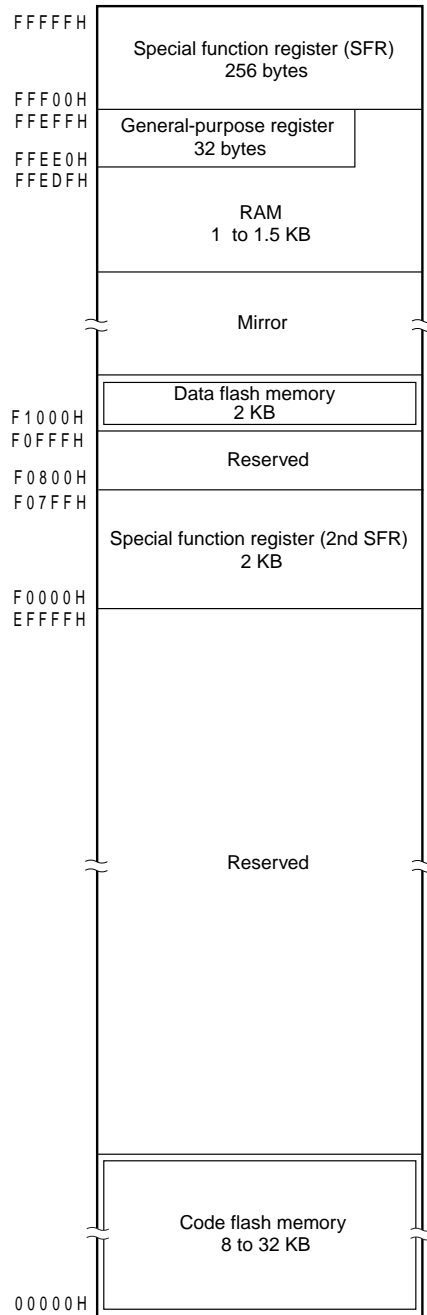 FFFFFH
Special function register (SFR)
256 bytes
FFF00H
FFEFFH
General-purpose register
32 bytes
FFEE0H
FFEDFH
RAM
1 to 1.5 KB
Mirror
Data flash memory
2 KB
F1000H
F0FFFH
Reserved
F0800H
F07FFH
Special function register (2nd SFR)
2 KB
F0000H
EFFFFH
Reserved
Code flash memory
8 to 32 KB
00000H